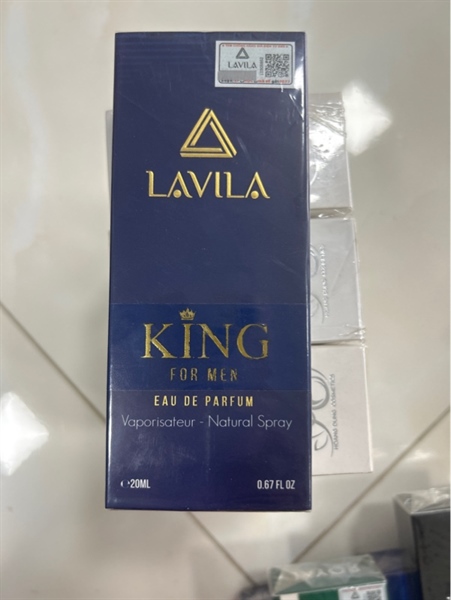 LAVILA
LAVILA
KING
FOR MEN
EAU DE PARFUM
Vaporisateur - Natural Spray
20ML 0.67 FL OZ